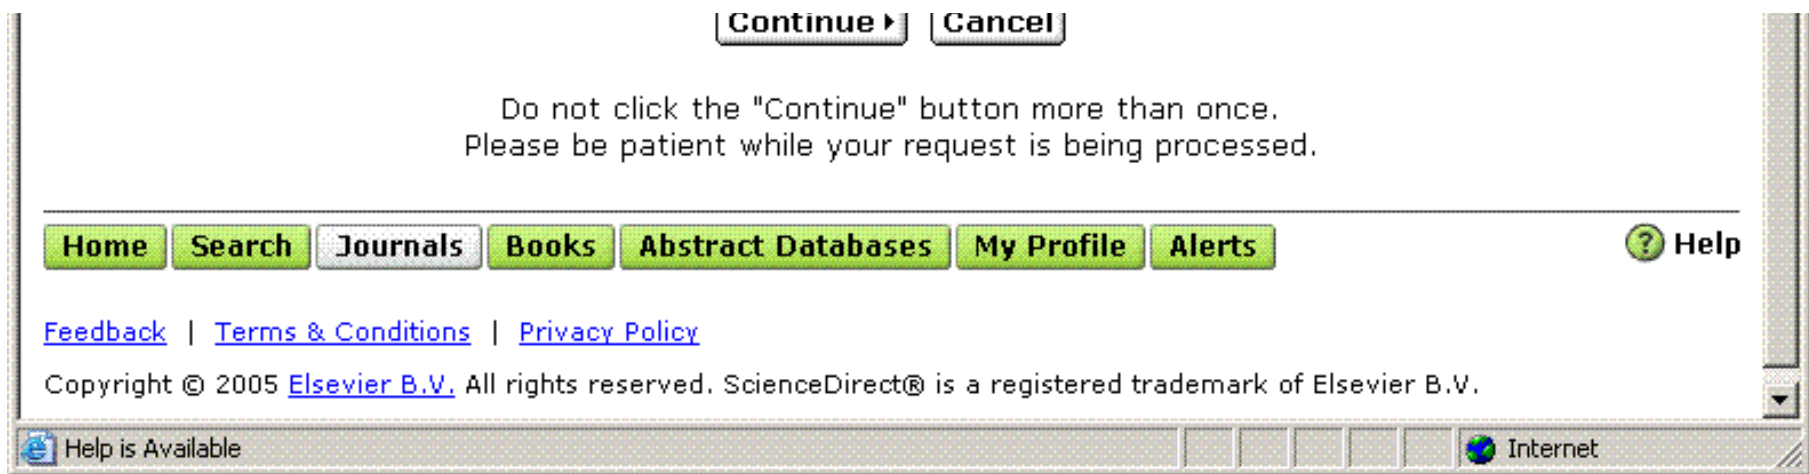 Continue Cancel
Do not click the "Continue" button more than once.
Please be patient while your request is being processed.
Home Search Journals Books Abstract Databases My Profile Alerts ? Help
Feedback | Terms & Conditions | Privacy Policy
Copyright © 2005 Elsevier B.V. All rights reserved. ScienceDirect® is a registered trademark of Elsevier B.V.
Help is Available Internet